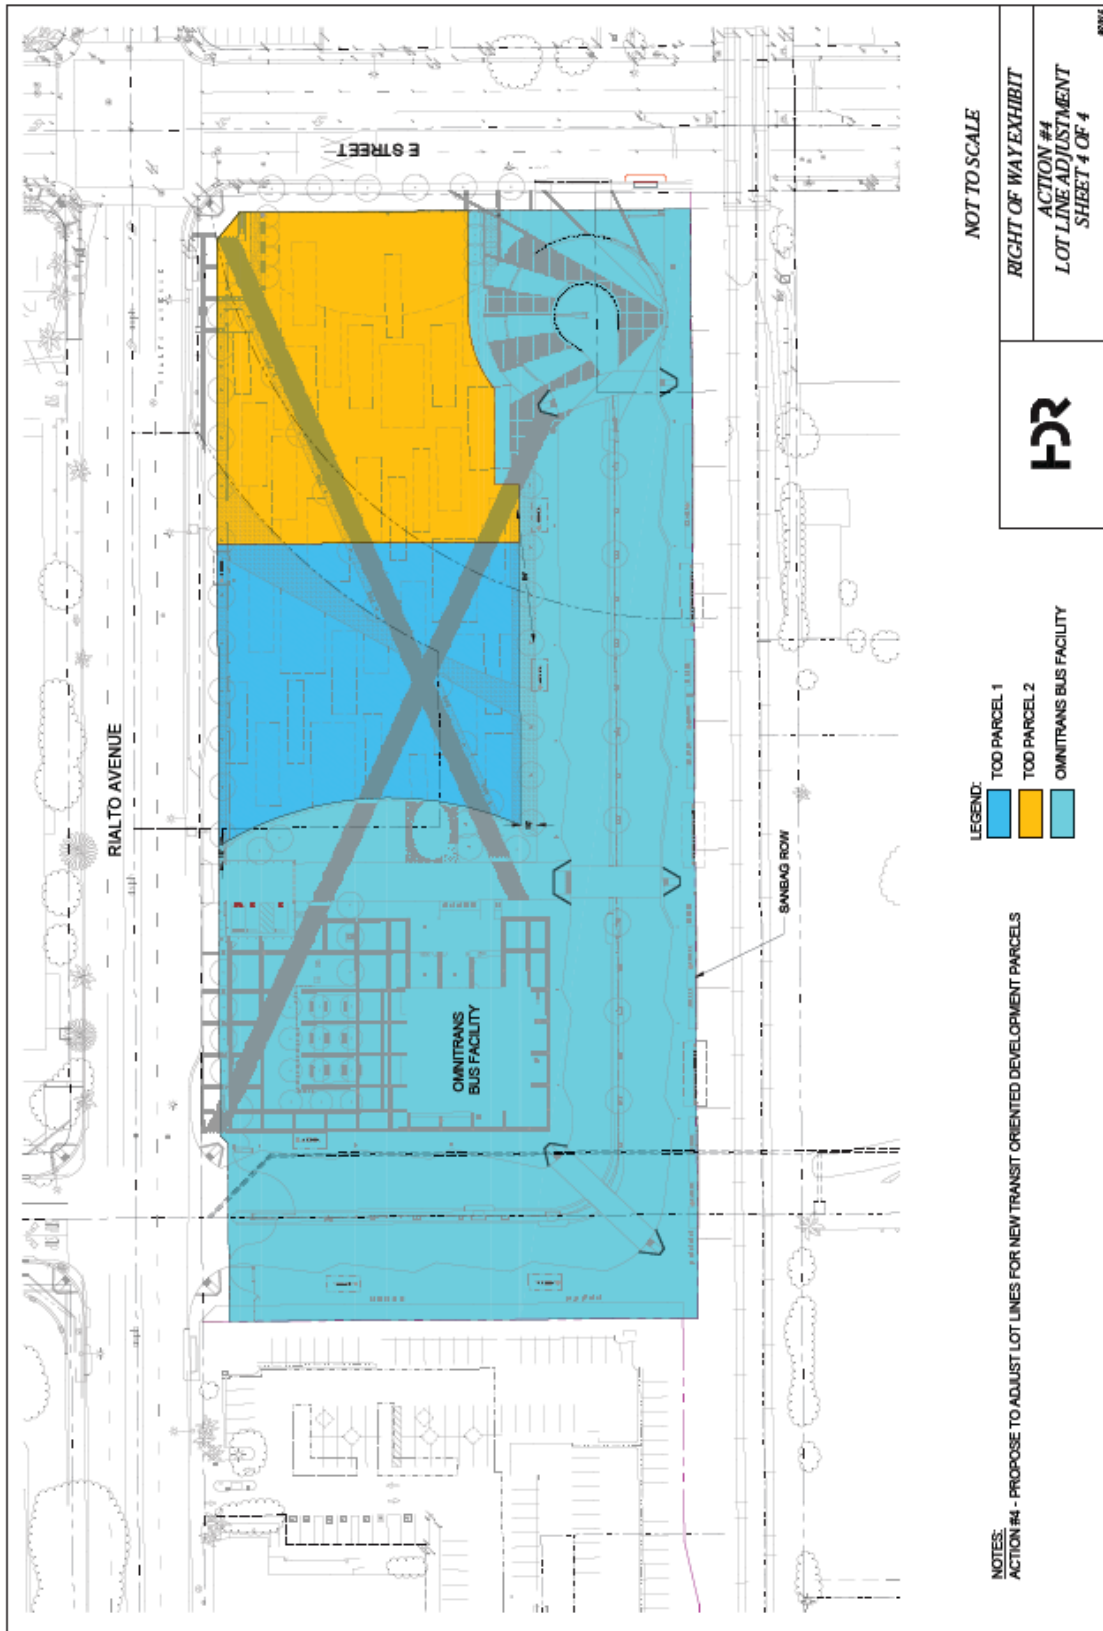 RIALTO AVENUE
E STREET
OMNITRANS
BUS FACILITY
SANBAG ROW
NOTES:
ACTION #4 - PROPOSE TO ADJUST LOT LINES FOR NEW TRANSIT ORIENTED DEVELOPMENT PARCELS
LEGEND:
TOD PARCEL 1
TOD PARCEL 2
OMNITRANS BUS FACILITY
NOT TO SCALE
HDR
RIGHT OF WAY EXHIBIT
ACTION #4
LOT LINE ADJUSTMENT
SHEET 4 OF 4